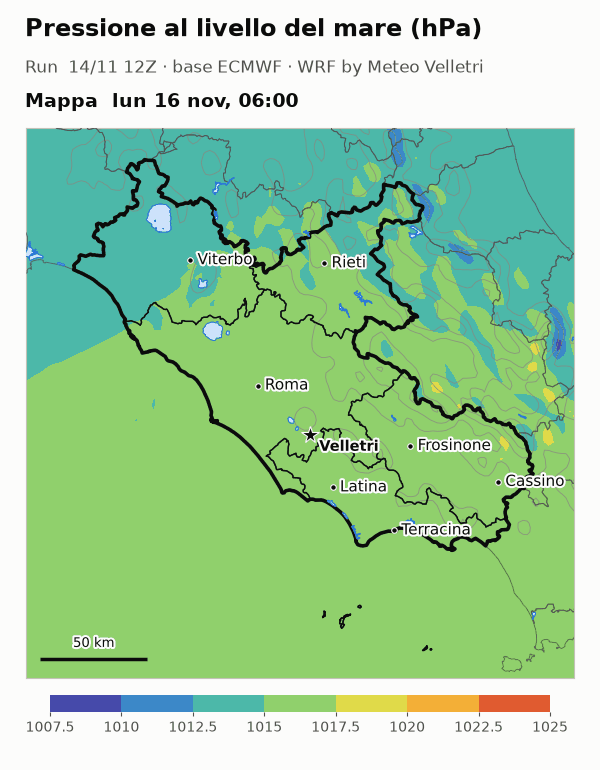 Pressione al livello del mare (hPa)
Run  14/11 12Z · base ECMWF · WRF by Meteo Velletri
Mappa  lun 16 nov, 06:00
Viterbo
Rieti
Roma
Velletri
Frosinone
Cassino
Latina
Terracina
50 km
1007.5 1010 1012.5 1015 1017.5 1020 1022.5 1025